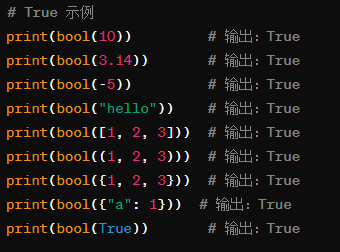 # True 示例
print(bool(10))          # 输出：True
print(bool(3.14))        # 输出：True
print(bool(-5))          # 输出：True
print(bool("hello"))     # 输出：True
print(bool([1, 2, 3]))   # 输出：True
print(bool((1, 2, 3)))   # 输出：True
print(bool({1, 2, 3}))   # 输出：True
print(bool({"a": 1}))  # 输出：True
print(bool(True))        # 输出：True